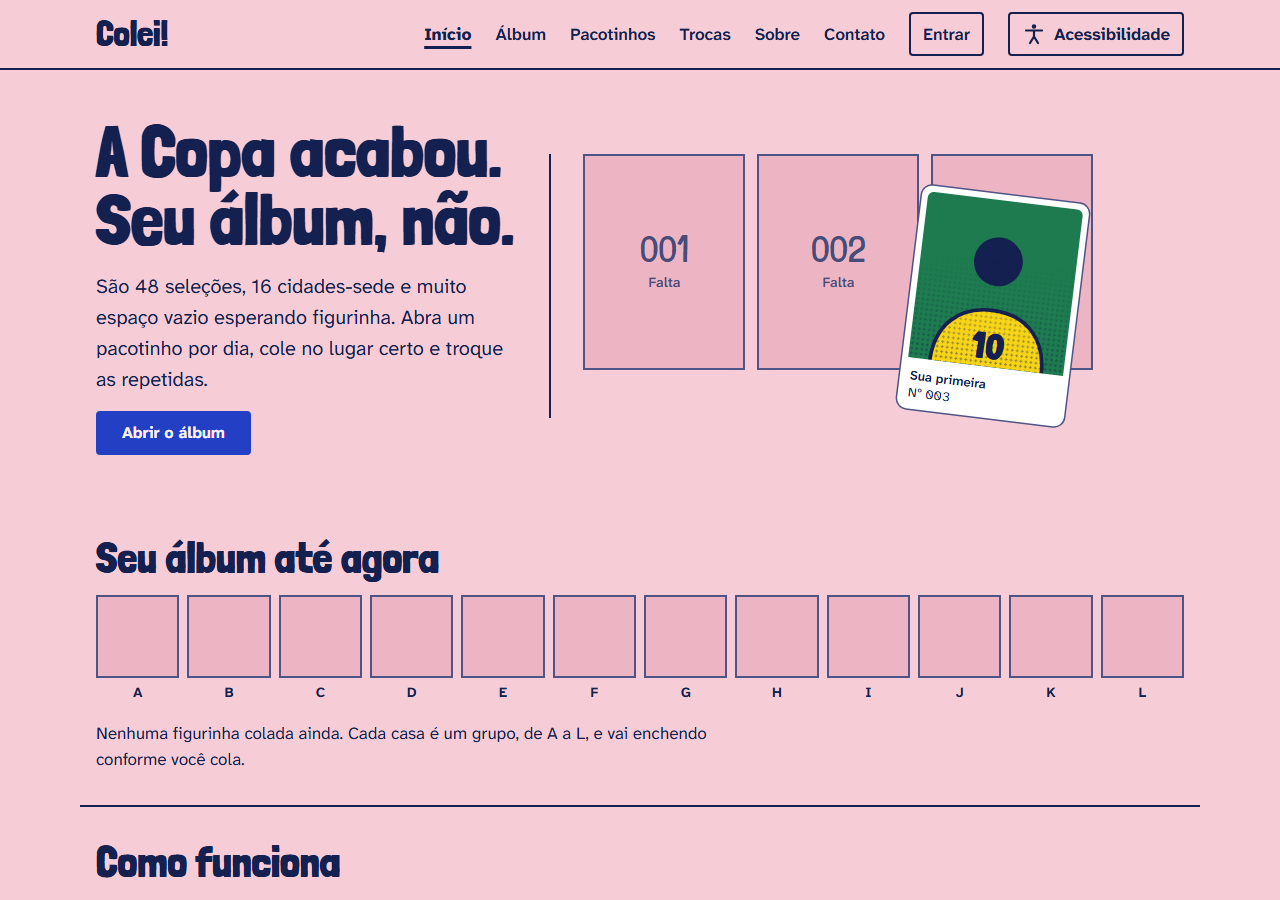 Colei!
Início
Álbum
Pacotinhos
Trocas
Sobre
Contato
Entrar
Acessibilidade
A Copa acabou.
Seu álbum, não.
São 48 seleções, 16 cidades-sede e muito
espaço vazio esperando figurinha. Abra um
pacotinho por dia, cole no lugar certo e troque
as repetidas.
Abrir o álbum
001
Falta
002
Falta
10
Sua primeira
Nº 003
Seu álbum até agora
A
B
C
D
E
F
G
H
I
J
K
L
Nenhuma figurinha colada ainda. Cada casa é um grupo, de A a L, e vai enchendo
conforme você cola.
Como funciona